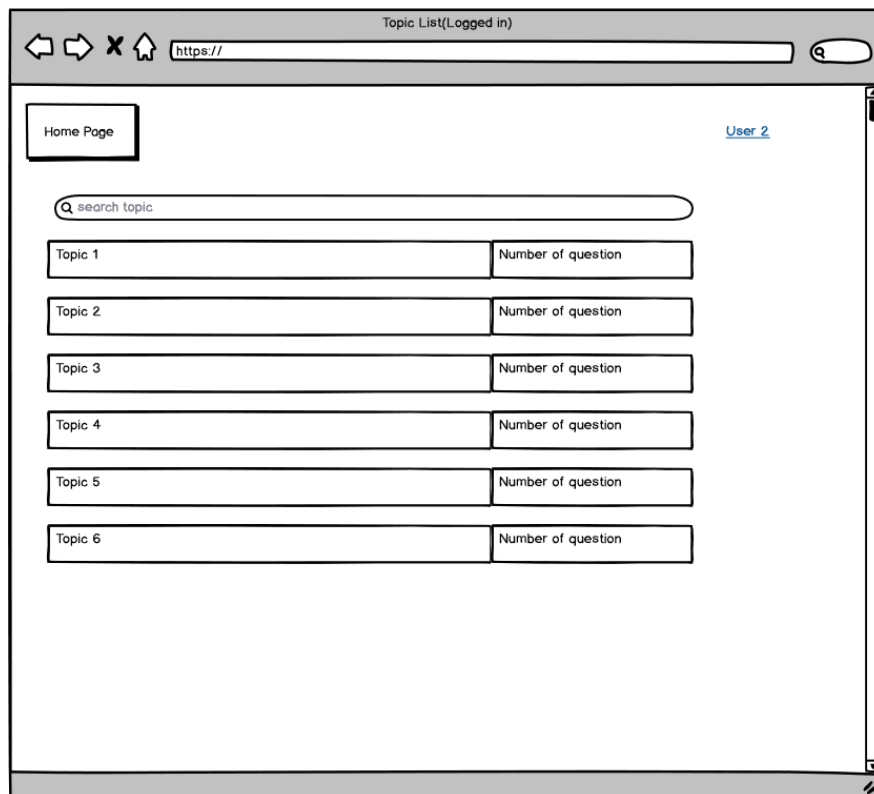 Topic List(Logged in)
https://
Home Page
User 2
search topic
Topic 1 Number of question
Topic 2 Number of question
Topic 3 Number of question
Topic 4 Number of question
Topic 5 Number of question
Topic 6 Number of question